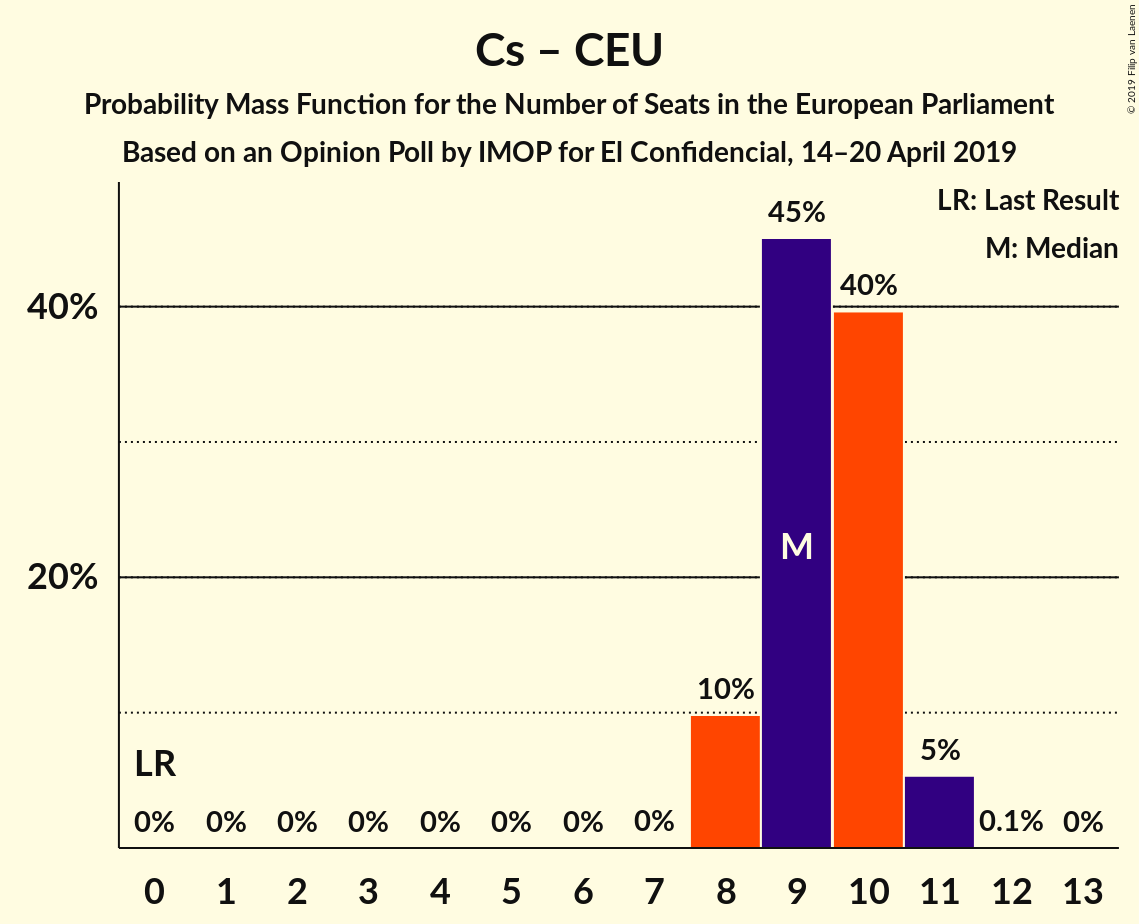 Cs – CEU
Probability Mass Function for the Number of Seats in the European Parliament
Based on an Opinion Poll by IMOP for El Confidencial, 14–20 April 2019
© 2019 Filip van Laenen
LR: Last Result
M: Median
45%
40%
40%
M
20%
10%
LR
5%
0% 0% 0% 0% 0% 0% 0% 0% 0.1% 0%
0 1 2 3 4 5 6 7 8 9 10 11 12 13